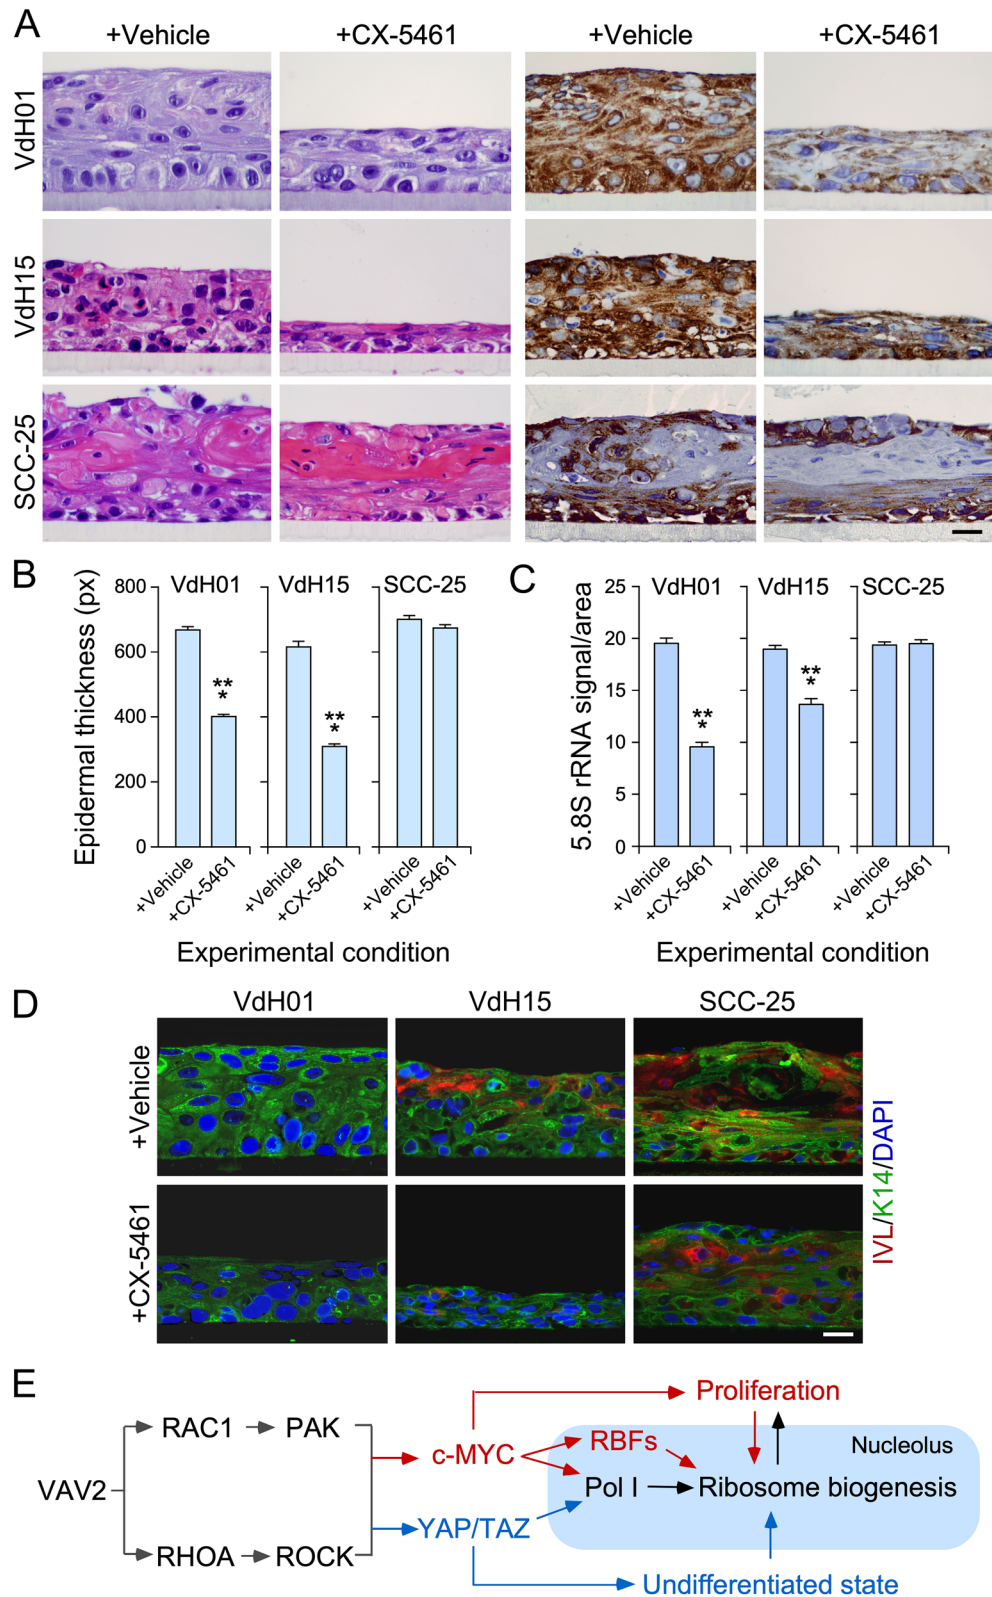 A
+Vehicle +CX-5461 +Vehicle +CX-5461
VdH01
VdH15
SCC-25
B
Epidermal thickness (px)
VdH01 VdH15 SCC-25
800
600
400
200
0
**
*
**
*
+Vehicle +CX-5461 +Vehicle +CX-5461 +Vehicle +CX-5461
Experimental condition
C
5.8S rRNA signal/area
VdH01 VdH15 SCC-25
25
20
15
10
5
0
**
*
**
*
+Vehicle +CX-5461 +Vehicle +CX-5461 +Vehicle +CX-5461
Experimental condition
D
VdH01 VdH15 SCC-25
+Vehicle
+CX-5461
IVL/K14/DAPI
E
Proliferation
RAC1 PAK
c-MYC RBFs Nucleolus
VAV2 Pol I Ribosome biogenesis
YAP/TAZ
RHOA ROCK
Undifferentiated state